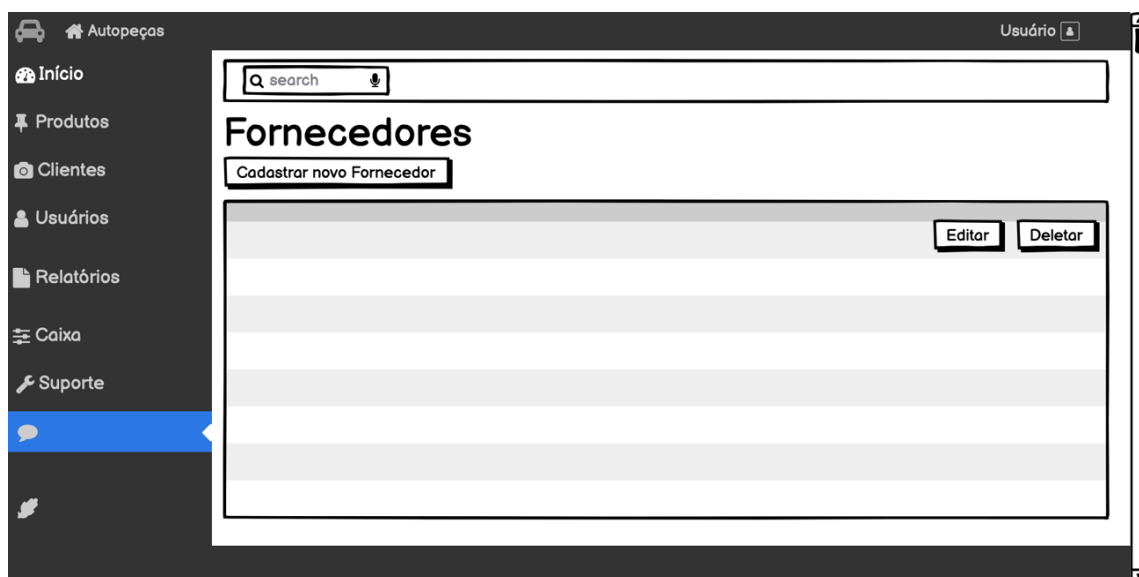 Autopeças
Usuário
Início
search
Produtos
Fornecedores
Clientes
Cadastrar novo Fornecedor
Usuários
Editar
Deletar
Relatórios
Caixa
Suporte